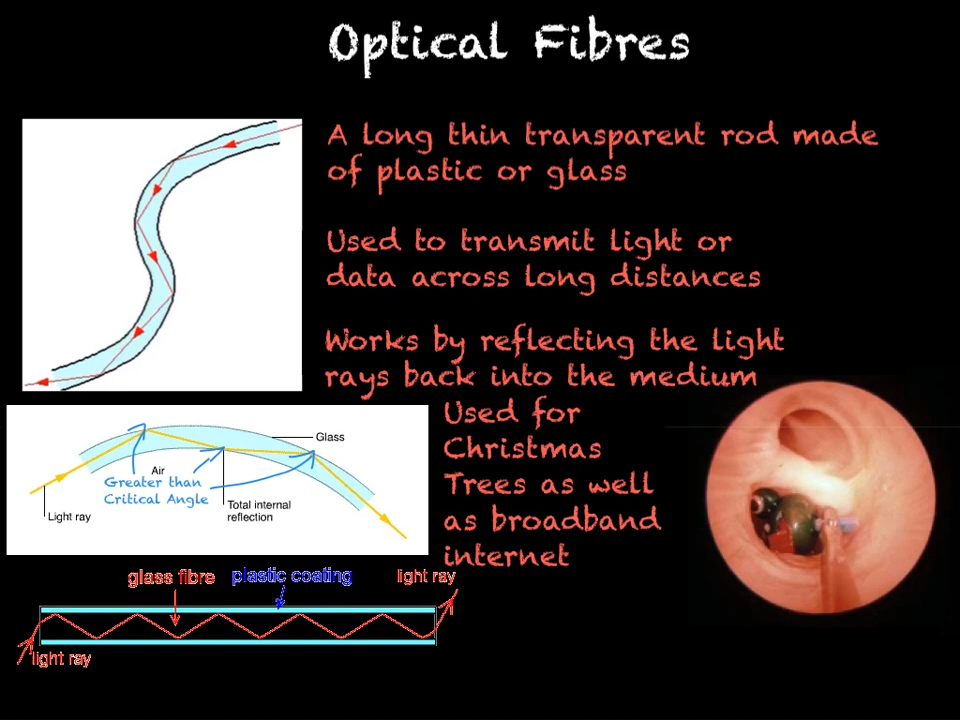 Optical Fibres
A long thin transparent rod made
of plastic or glass
Used to transmit light or
data across long distances
Works by reflecting the light
rays back into the medium
Used for
Christmas
Trees as well
as broadband
internet
Glass
Air
Greater than
Critical Angle
Light ray
Total internal
reflection
glass fibre
plastic coating
light ray
light ray